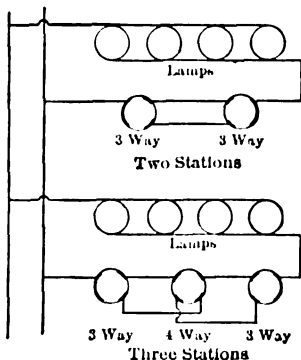 Lamps
3 Way 3 Way
Two Stations
Lamps
3 Way 4 Way 3 Way
Three Stations